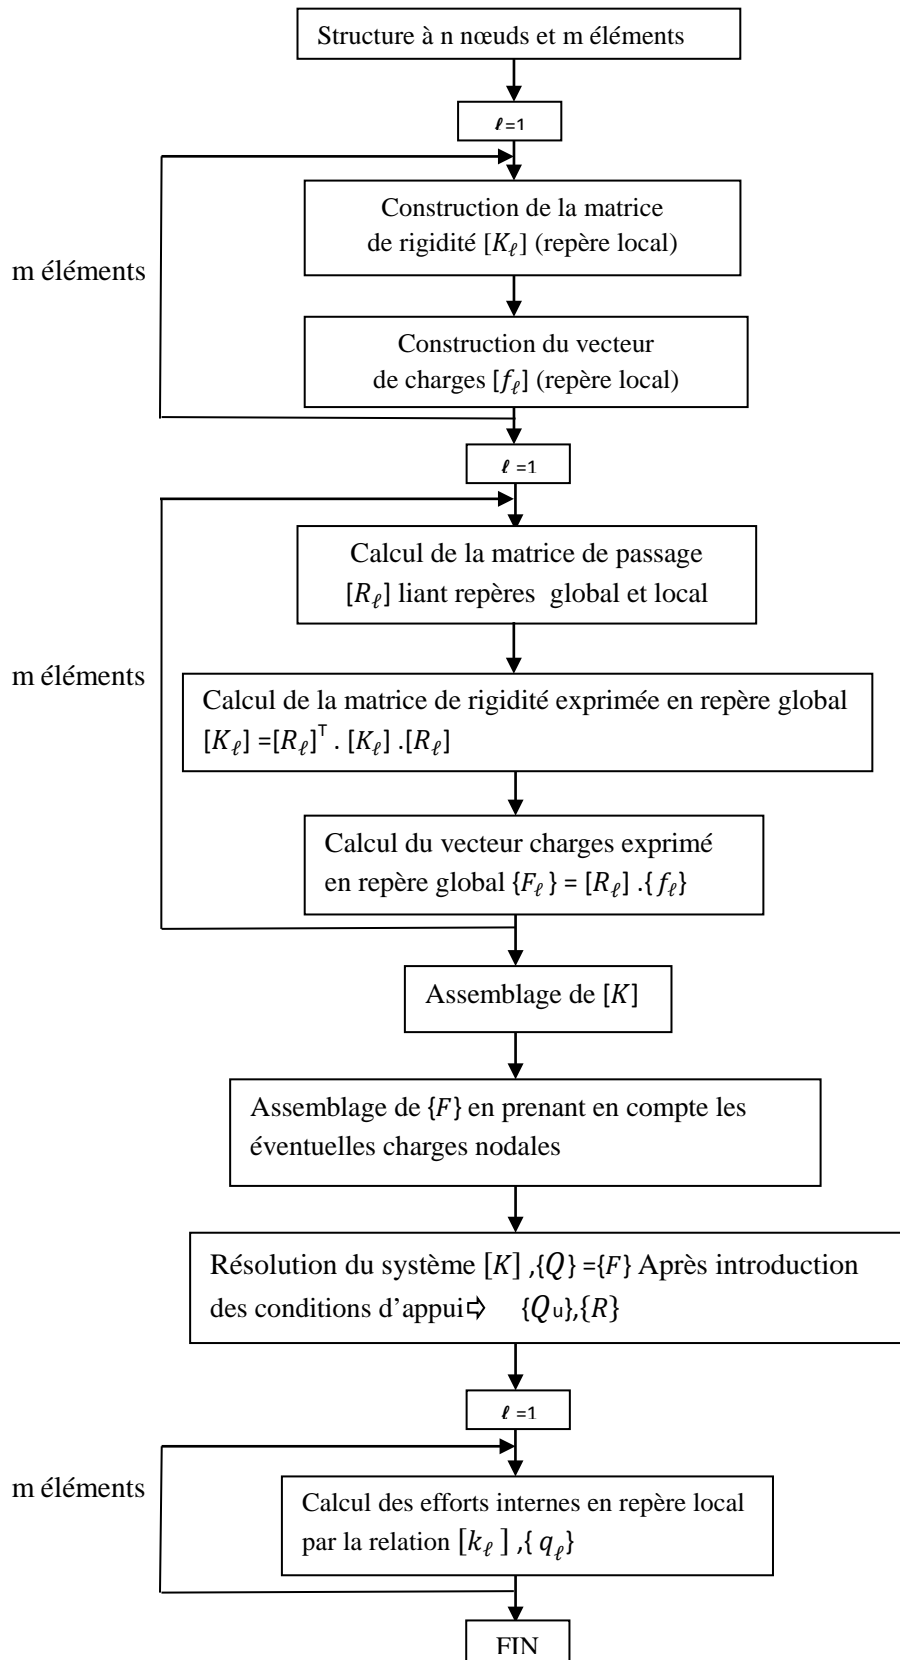 Structure à n nœuds et m éléments
ℓ=1
m éléments
Construction de la matrice
de rigidité [Kℓ] (repère local)
Construction du vecteur
de charges [fℓ] (repère local)
ℓ =1
m éléments
Calcul de la matrice de passage
[Rℓ] liant repères global et local
Calcul de la matrice de rigidité exprimée en repère global
[Kℓ] =[Rℓ]ᵀ . [Kℓ] .[Rℓ]
Calcul du vecteur charges exprimé
en repère global {Fℓ} = [Rℓ] .{fℓ}
Assemblage de [K]
Assemblage de {F} en prenant en compte les
éventuelles charges nodales
Résolution du système [K] ,{Q} ={F} Après introduction
des conditions d'appui⇨ {Qu},{R}
ℓ =1
m éléments
Calcul des efforts internes en repère local
par la relation [kℓ ] ,{ qℓ}
FIN